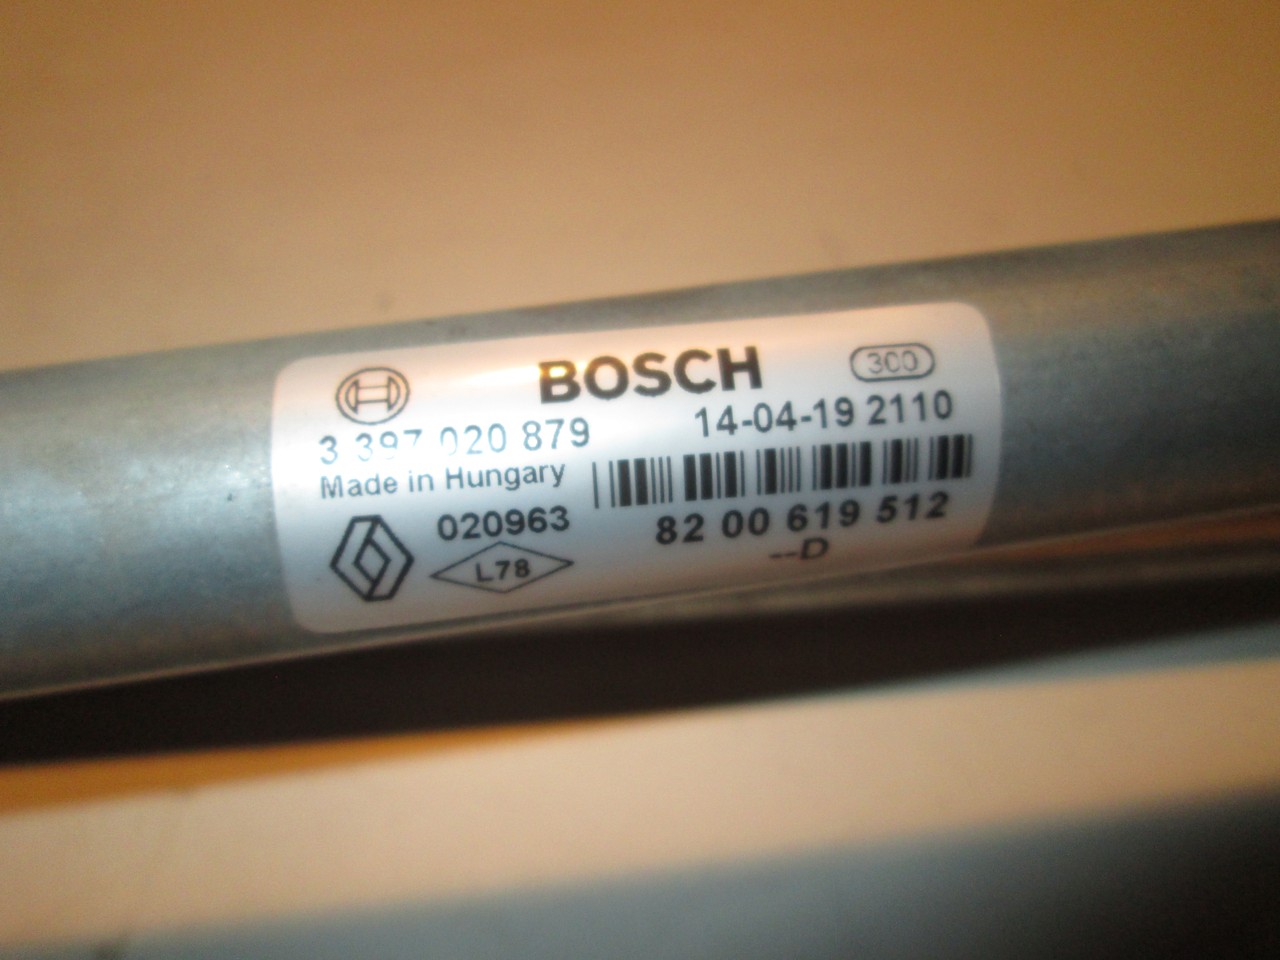 BOSCH 300
3 397 020 879 14-04-19 2110
Made in Hungary
020963 82 00 619 512
L78 --D